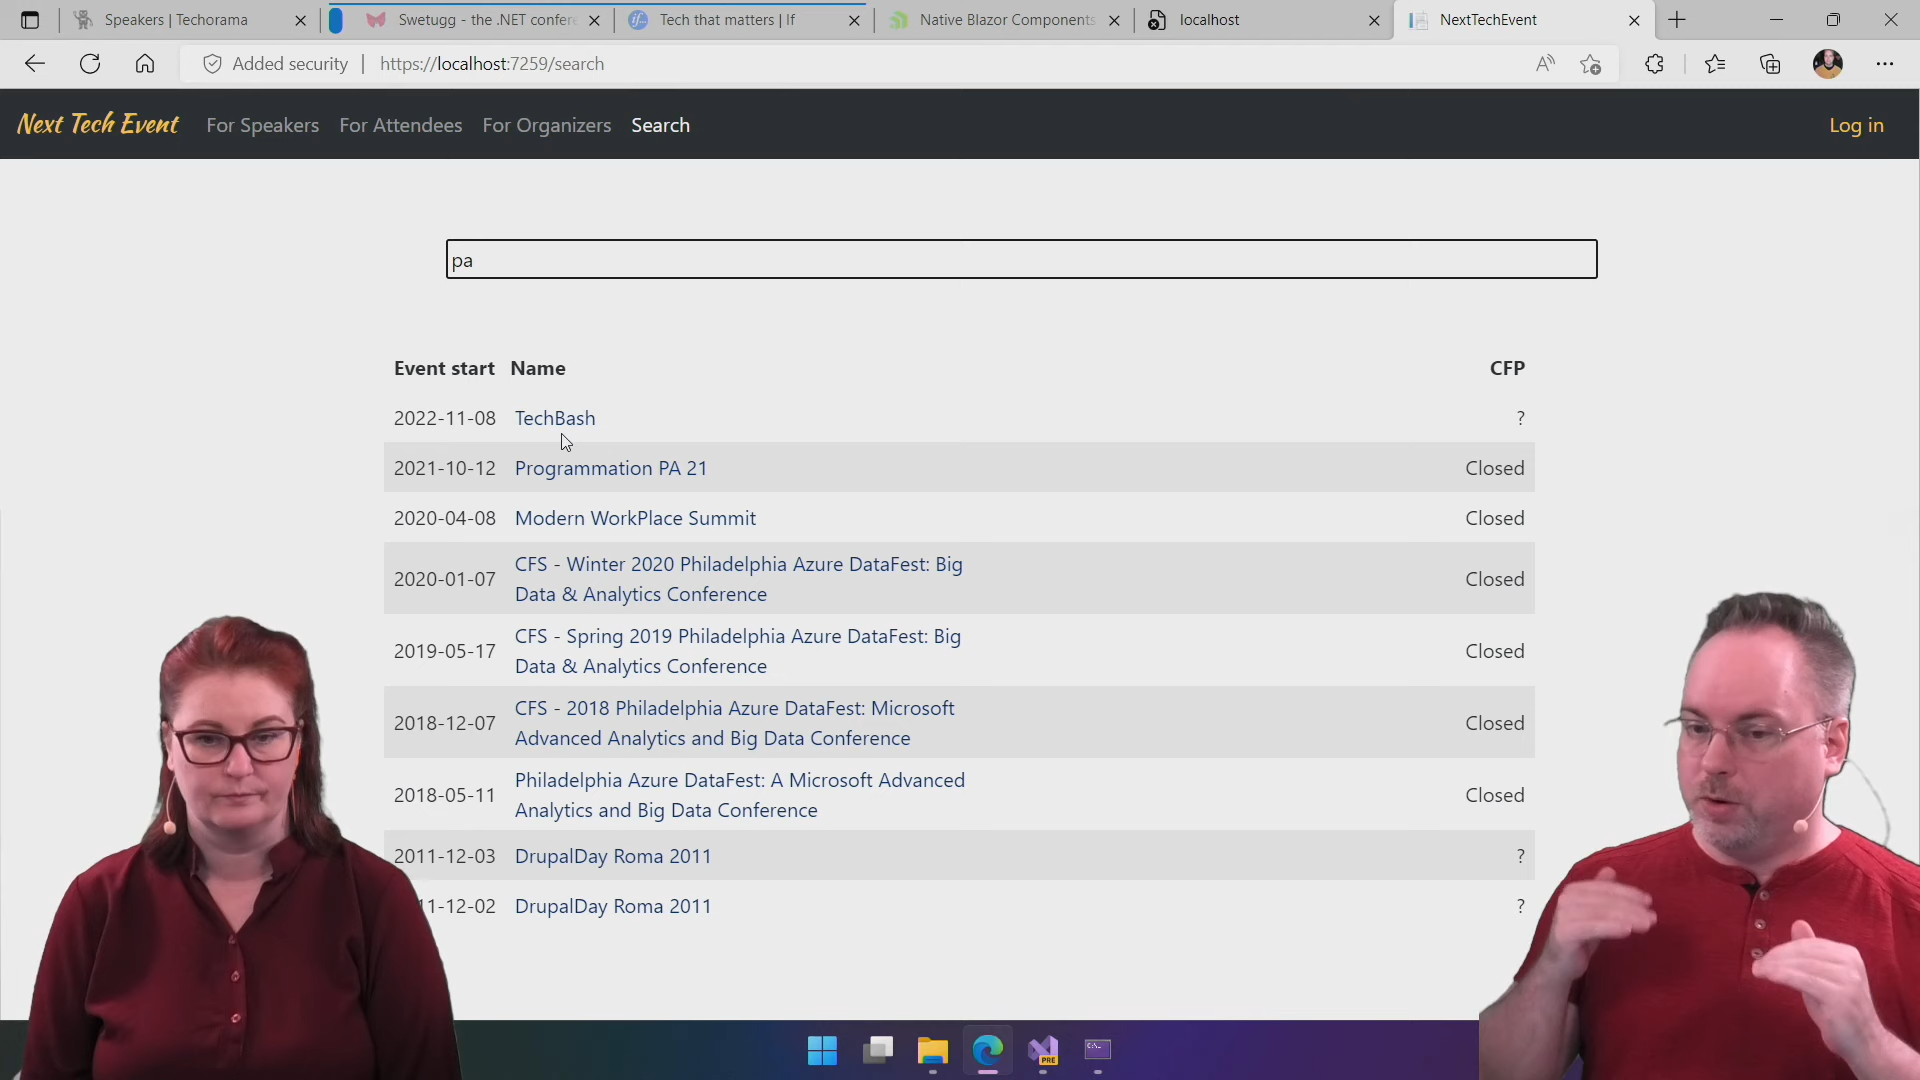 Speakers | Techorama
Swetugg - the .NET confere
Tech that matters | If
Native Blazor Components
localhost
NextTechEvent
Added security
https://localhost:7259/search
Next Tech Event
For Speakers
For Attendees
For Organizers
Search
Log in
pa
Event start Name CFP
2022-11-08 TechBash ?
2021-10-12 Programmation PA 21 Closed
2020-04-08 Modern WorkPlace Summit Closed
CFS - Winter 2020 Philadelphia Azure DataFest: Big
2020-01-07 Closed
Data & Analytics Conference
CFS - Spring 2019 Philadelphia Azure DataFest: Big
2019-05-17 Closed
Data & Analytics Conference
CFS - 2018 Philadelphia Azure DataFest: Microsoft
2018-12-07 Closed
Advanced Analytics and Big Data Conference
Philadelphia Azure DataFest: A Microsoft Advanced
2018-05-11 Closed
Analytics and Big Data Conference
2011-12-03 DrupalDay Roma 2011 ?
11-12-02 DrupalDay Roma 2011 ?
PRE